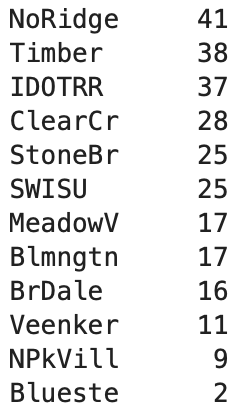 NoRidge 41
Timber 38
IDOTRR 37
ClearCr 28
StoneBr 25
SWISU 25
MeadowV 17
Blmngtn 17
BrDale 16
Veenker 11
NPkVill 9
Blueste 2